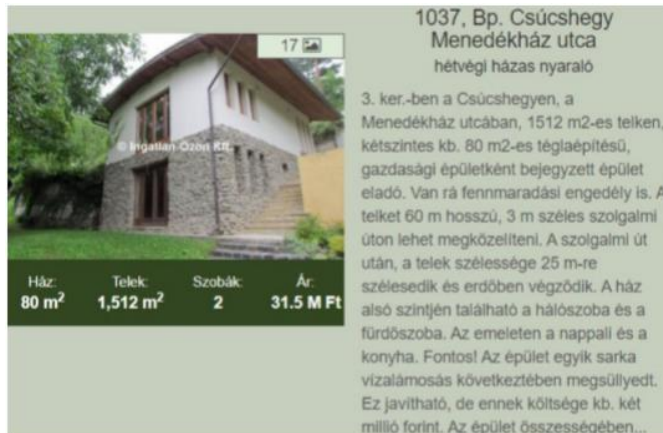 17
© Ingatlan Ózon Kft.
Ház:
80 m²
Telek:
1,512 m²
Szobák:
2
Ár:
31.5 M Ft
1037, Bp. Csúcshegy
Menedékház utca
hétvégi házas nyaraló
3. ker.-ben a Csúcshegyen, a
Menedékház utcában, 1512 m2-es telken,
kétszintes kb. 80 m2-es téglaépítésű,
gazdasági épületként bejegyzett épület
eladó. Van rá fennmaradási engedély is. A
telket 60 m hosszú, 3 m széles szolgalmi
úton lehet megközelíteni. A szolgalmi út
után, a telek szélessége 25 m-re
szélesedik és erdőben végződik. A ház
alsó szintjén található a hálószoba és a
fürdőszoba. Az emeleten a nappali és a
konyha. Fontos! Az épület egyik sarka
vízalámosás következtében megsüllyedt.
Ez javítható, de ennek költsége kb. két
millió forint. Az épület összességében...